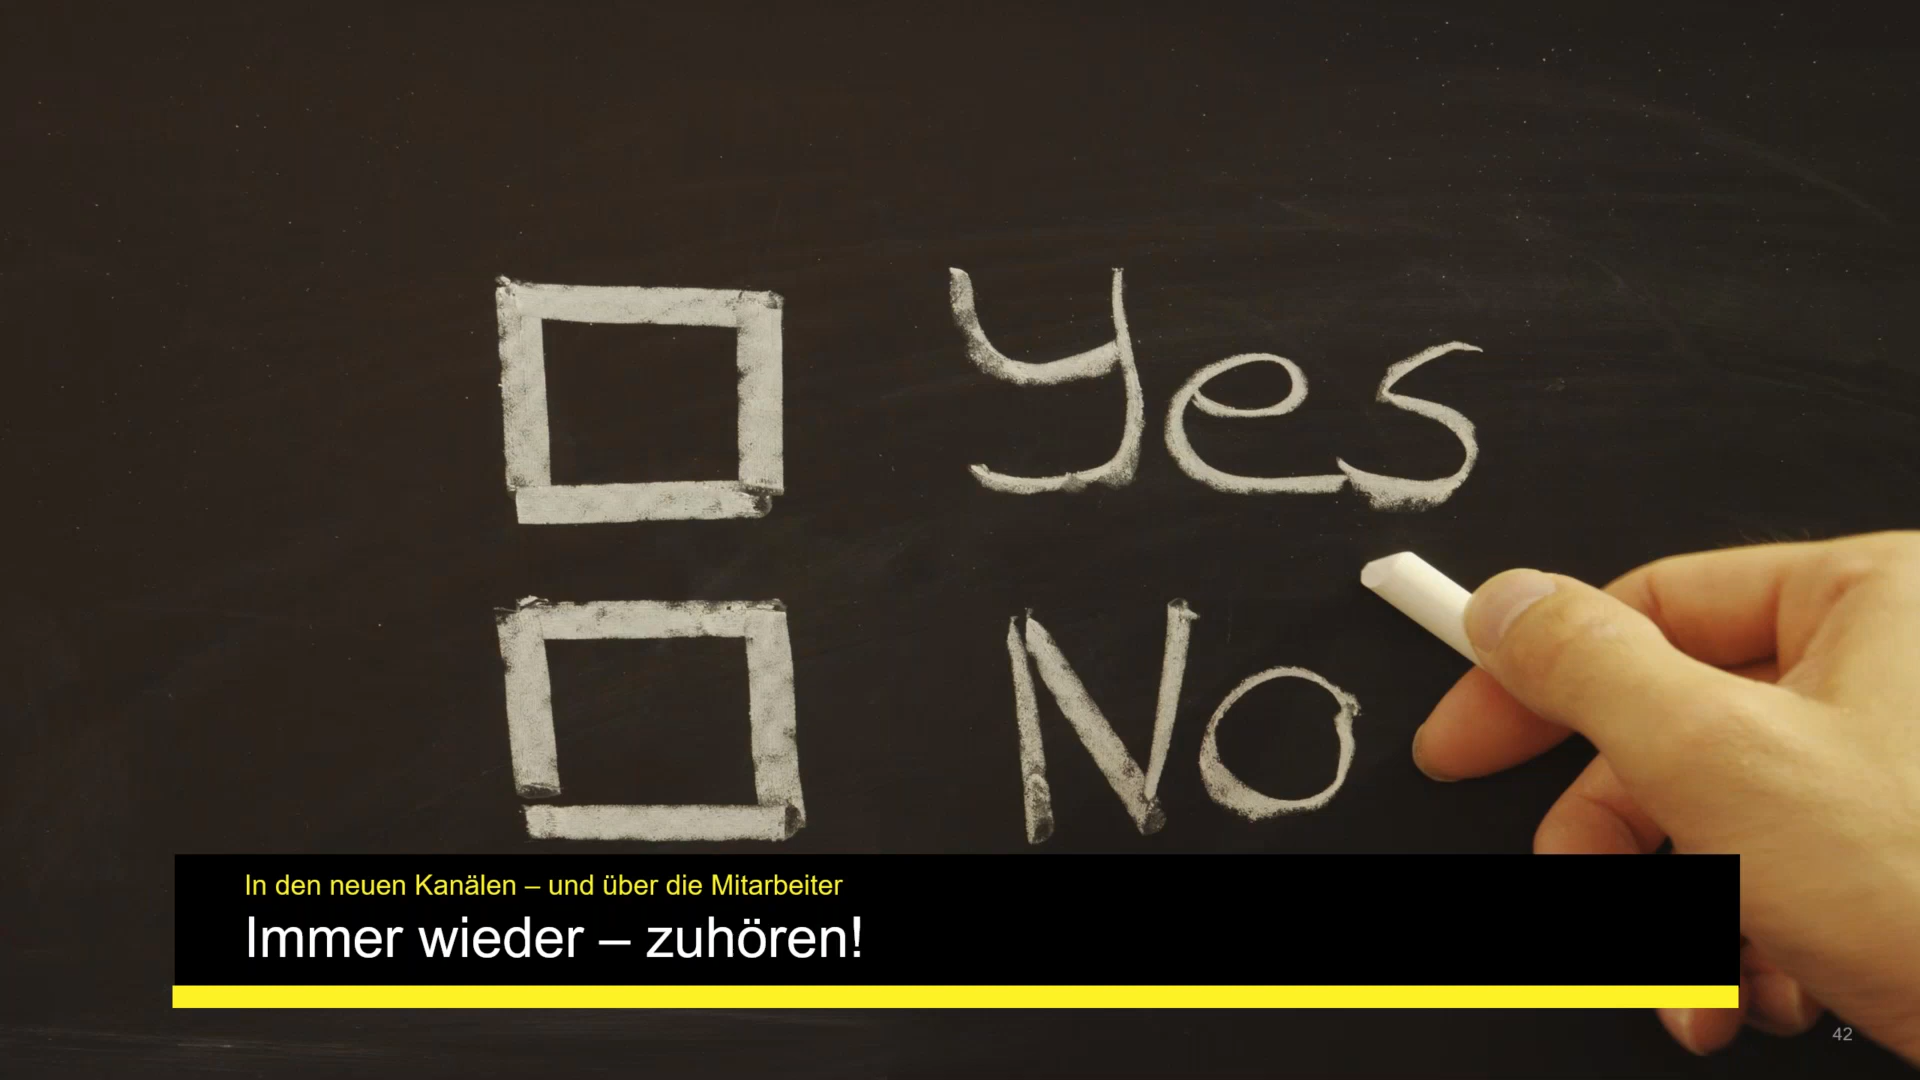 Yes
No
In den neuen Kanälen – und über die Mitarbeiter
Immer wieder – zuhören!
42